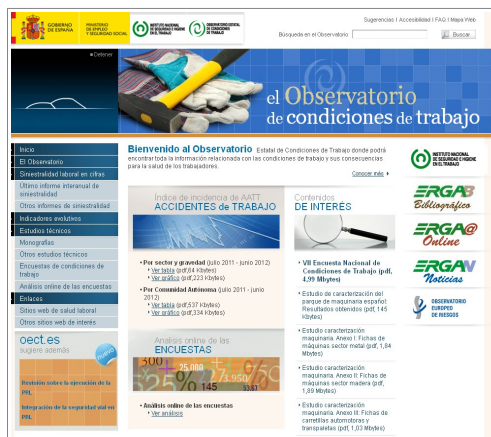 GOBIERNO DE ESPAÑA
MINISTERIO DE EMPLEO Y SEGURIDAD SOCIAL
INSTITUTO NACIONAL DE SEGURIDAD E HIGIENE EN EL TRABAJO
OBSERVATORIO ESTATAL DE CONDICIONES DE TRABAJO
Sugerencias | Accesibilidad | FAQ | Mapa Web
Búsqueda en el Observatorio
Buscar
Detener
el Observatorio
de condiciones de trabajo
Inicio
El Observatorio
Siniestralidad laboral en cifras
Último informe interanual de
siniestralidad
Otros informes de siniestralidad
Indicadores evolutivos
Estudios técnicos
Monografías
Otros estudios técnicos
Encuestas de condiciones de
trabajo
Análisis online de las encuestas
Enlaces
Sitios web de salud laboral
Otros sitios web de interés
oect.es
sugiere además
nuevo
Revisión sobre la ejecución de la
PRL
Integración de la seguridad vial en
PRL
Bienvenido al Observatorio Estatal de Condiciones de Trabajo donde podrá
encontrar toda la información relacionada con las condiciones de trabajo y sus consecuencias
para la salud de los trabajadores.
Conocer más
Índice de incidencia de AATT
ACCIDENTES DE TRABAJO
Por sector y gravedad (julio 2011 - junio
2012)
Ver tabla (pdf,64 Kbytes)
Ver gráfico (pdf,223 Kbytes)
Por Comunidad Autónoma (julio 2011 - junio
2012)
Ver tabla (pdf,537 Kbytes)
Ver gráfico (pdf,334 Kbytes)
Analisis online de las
ENCUESTAS
300
25.000
145
73.950
33.87
Análisis online de las encuestas
Ver análisis
Contenidos
DE INTERÉS
VII Encuesta Nacional de
Condiciones de Trabajo (pdf,
4,99 Mbytes)
Estudio de caracterización del
parque de maquinaria español:
Resultados obtenidos (pdf, 145
Kbytes)
Estudio caracterización
maquinaria. Anexo I: Fichas de
máquinas sector metal (pdf, 1,84
Mbytes)
Estudio caracterización
maquinaria. Anexo II: Fichas de
máquinas sector madera (pdf,
1,89 Mbytes)
Estudio caracterización
maquinaria. Anexo III: Fichas de
carretillas automotoras y
transpaletas (pdf, 1,03 Mbytes)
INSTITUTO NACIONAL
DE SEGURIDAD E HIGIENE
EN EL TRABAJO
ERGAB
Bibliográfico
ERGA@
Online
ERGAN
Noticias
OBSERVATORIO
EUROPEO
DE RIESGOS